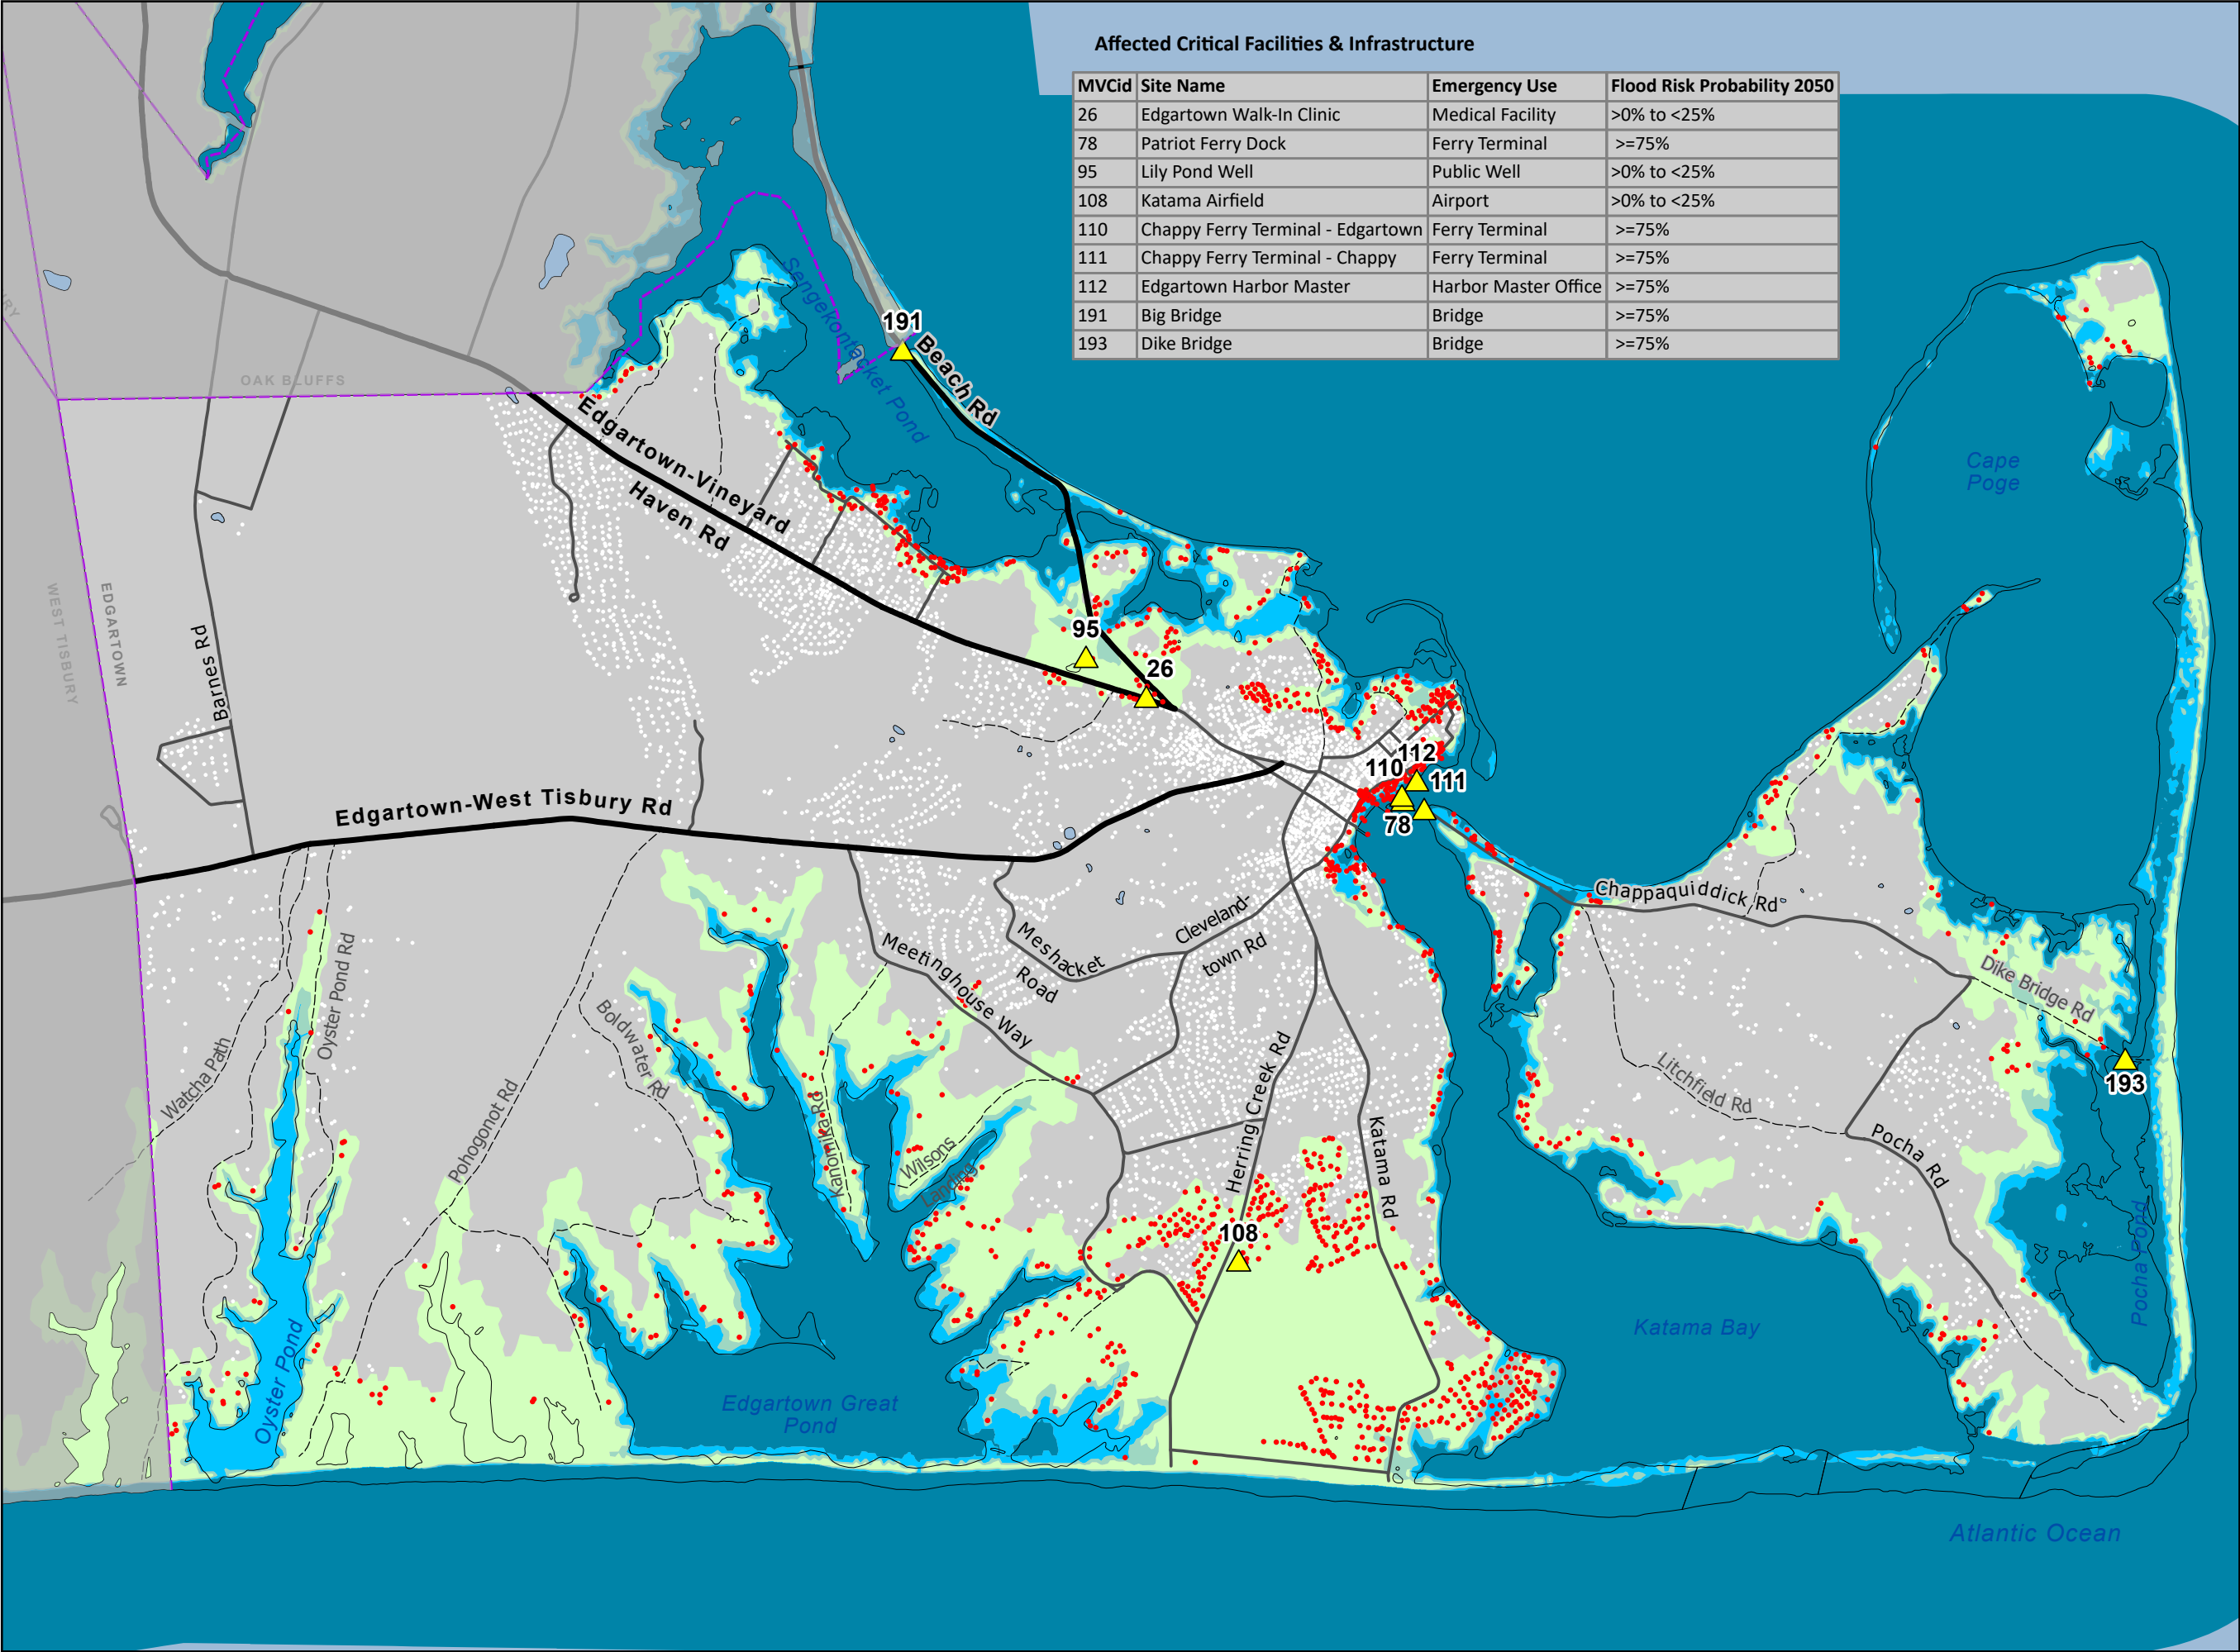 Affected Critical Facilities & Infrastructure
MVCid Site Name Emergency Use Flood Risk Probability 2050
26 Edgartown Walk-In Clinic Medical Facility >0% to <25%
78 Patriot Ferry Dock Ferry Terminal >=75%
95 Lily Pond Well Public Well >0% to <25%
108 Katama Airfield Airport >0% to <25%
110 Chappy Ferry Terminal - Edgartown Ferry Terminal >=75%
111 Chappy Ferry Terminal - Chappy Ferry Terminal >=75%
112 Edgartown Harbor Master Harbor Master Office >=75%
191 Big Bridge Bridge >=75%
193 Dike Bridge Bridge >=75%
Sengekontacket Pond
191
Beach Rd
OAK BLUFFS
Edgartown-Vineyard
Haven Rd
Cape
Poge
WEST TISBURY
EDGARTOWN
Barnes Rd
95
26
112
110
111
78
Edgartown-West Tisbury Rd
Chappaquiddick Rd
Meetinghouse Way
Meshacket
Road
Cleveland-
town Rd
Dike Bridge Rd
193
Watcha Path
Oyster Pond Rd
Pohogonot Rd
Boldwater Rd
Kanomika Rd
Wilsons
Landing
Herring Creek Rd
Katama Rd
Litchfield Rd
Pocha Rd
108
Pocha Pond
Katama Bay
Oyster Pond
Edgartown Great
Pond
Atlantic Ocean